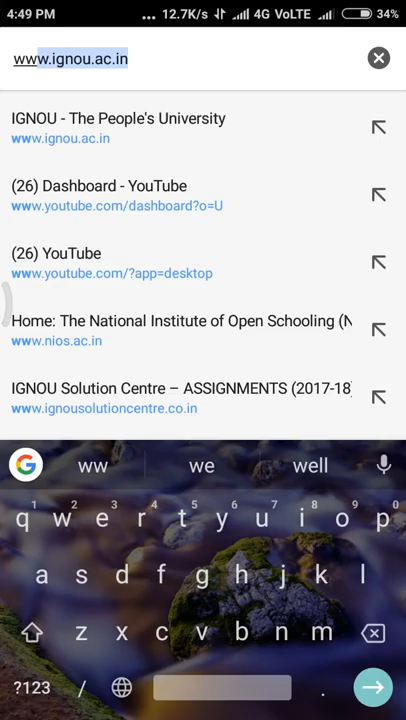 4:49 PM ... 12.7K/s 4G VoLTE 34%
www.ignou.ac.in
IGNOU - The People's University
www.ignou.ac.in
(26) Dashboard - YouTube
www.youtube.com/dashboard?o=U
(26) YouTube
www.youtube.com/?app=desktop
Home: The National Institute of Open Schooling (N
www.nios.ac.in
IGNOU Solution Centre – ASSIGNMENTS (2017-18)
www.ignousolutioncentre.co.in
G ww we well
1 2 3 4 5 6 7 8 9 0
q w e r t y u i o p
a s d f g h j k l
z x c v b n m
?123 / .